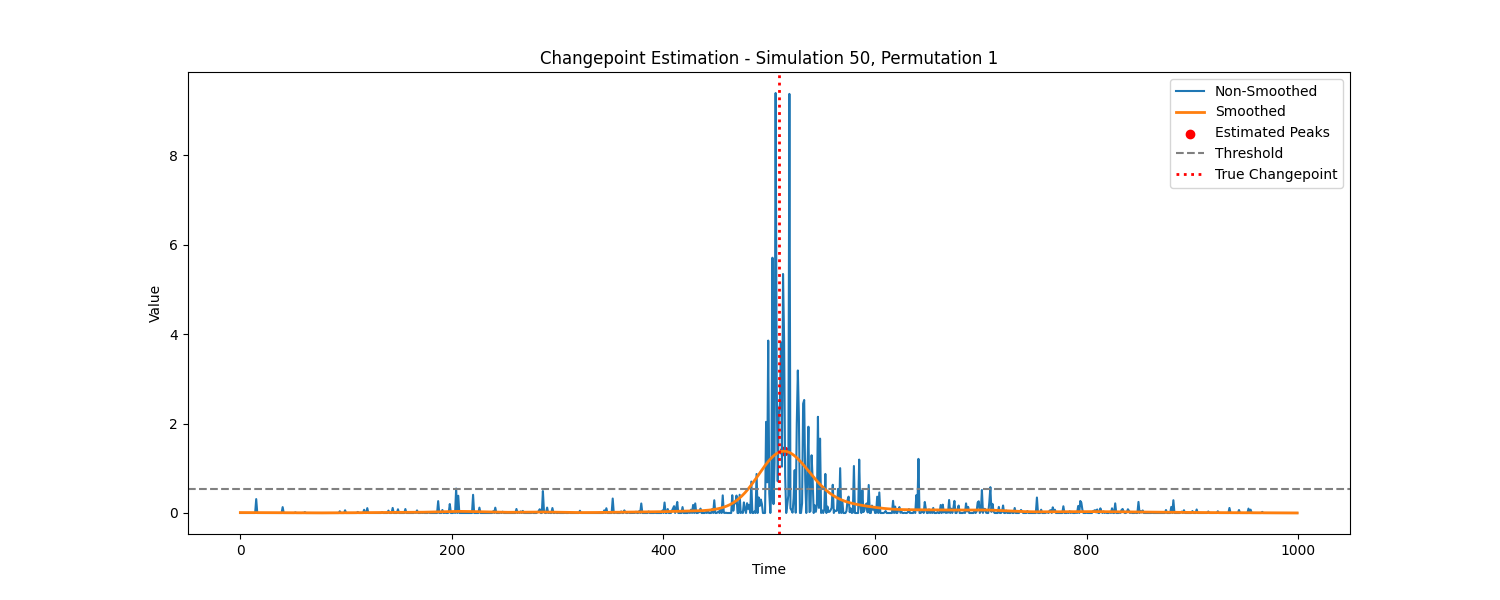 Changepoint Estimation - Simulation 50, Permutation 1
Non-Smoothed
Smoothed
Estimated Peaks
Threshold
True Changepoint
Value
8
6
4
2
0
0 200 400 600 800 1000
Time